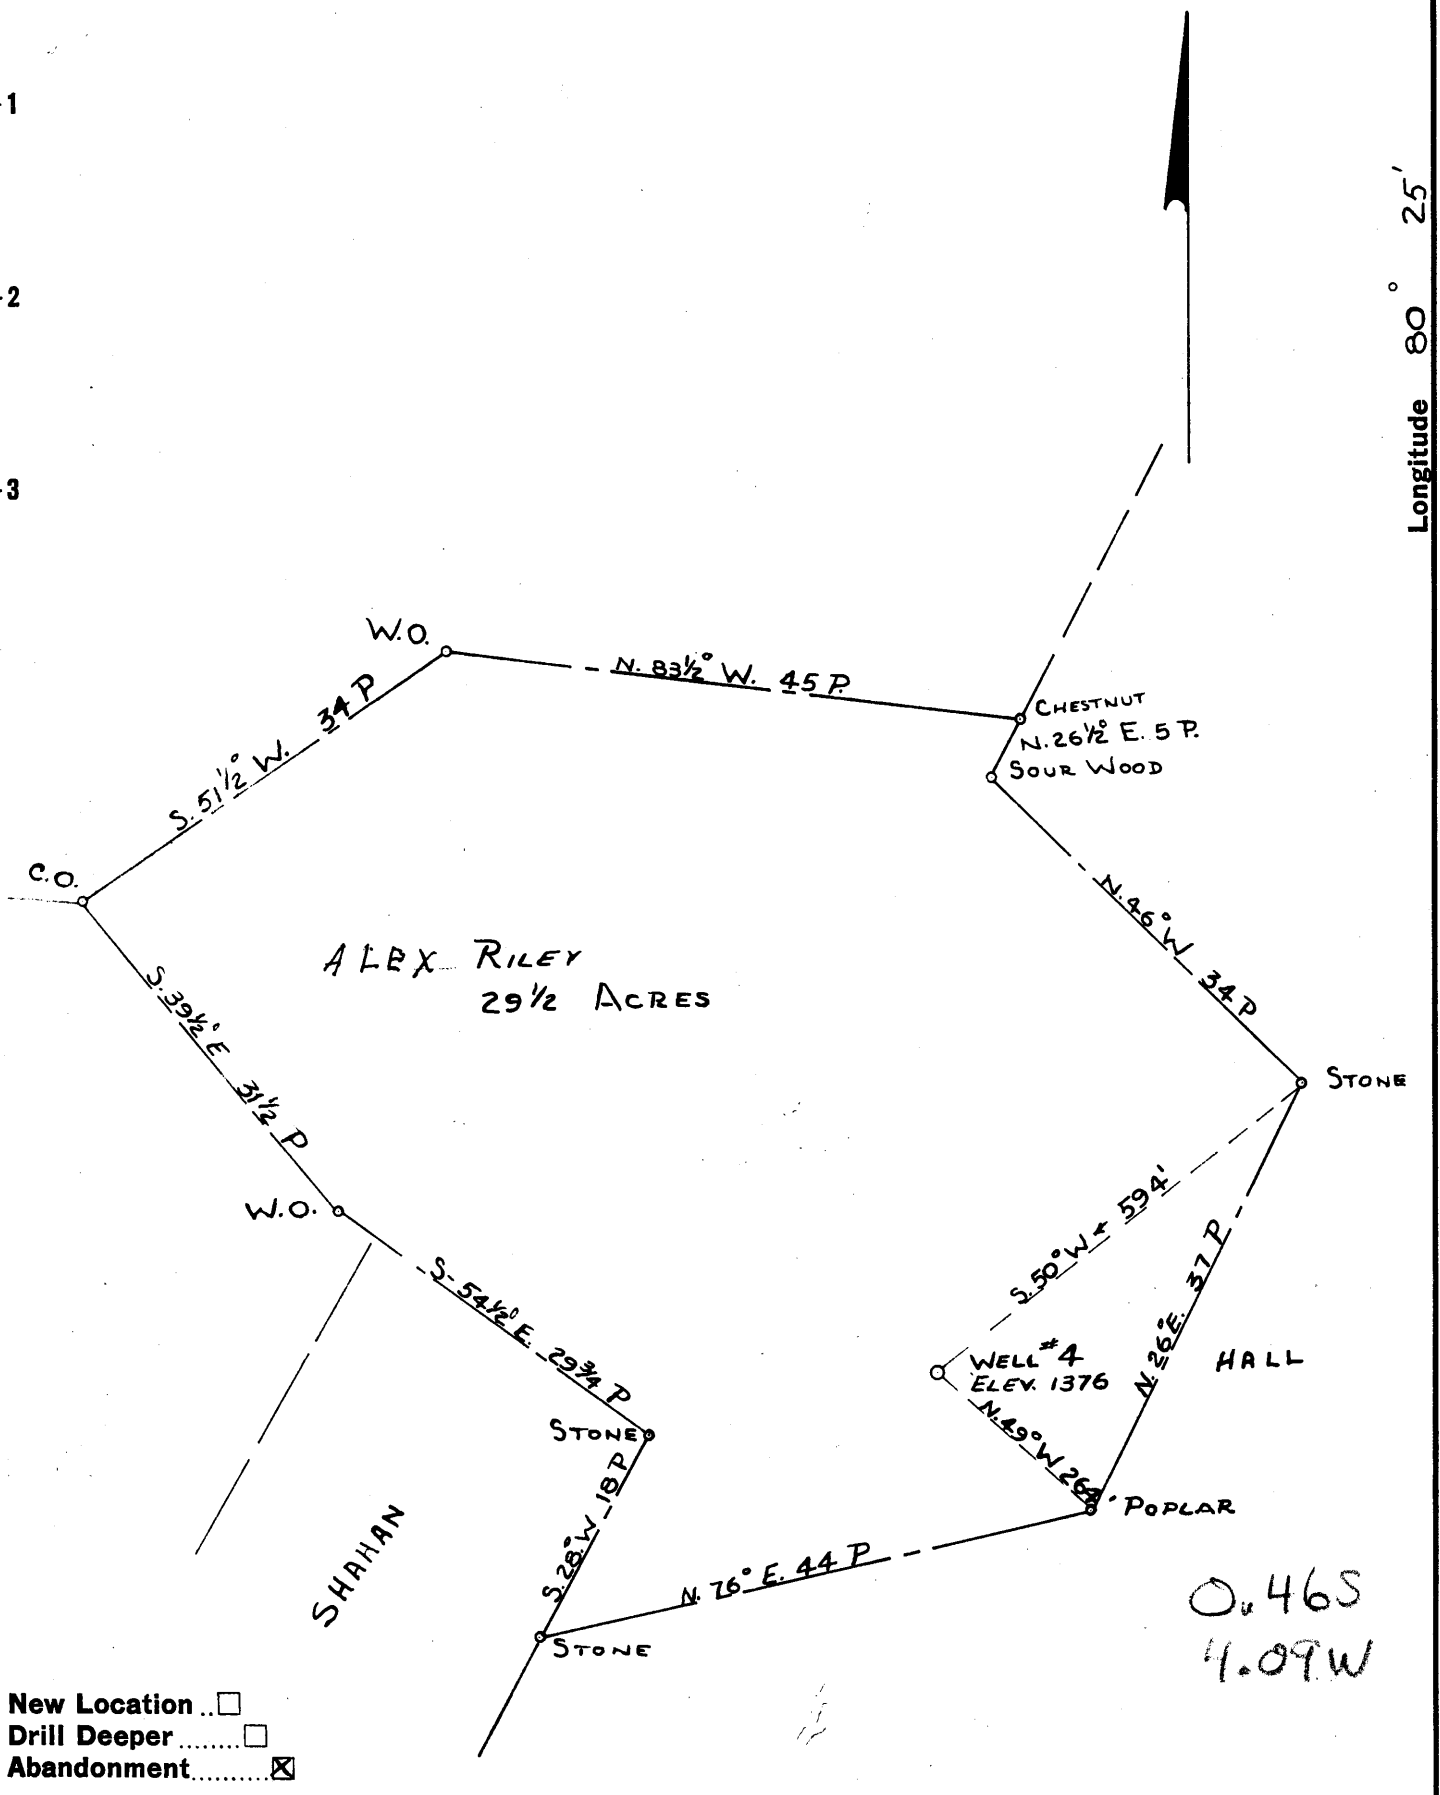 1
2
3
Longitude 80° 25'
W.O.
N. 83½° W. 45 P.
S. 51½° W. 34 P
CHESTNUT
N. 26½° E. 5 P.
SOUR WOOD
C.O.
N. 46° W 34 P
ALEX RILEY
29½ ACRES
S. 39½° E 31½ P
STONE
W.O.
S. 50° W 594'
N. 26° E. 37 P
S. 54½° E. 29¾ P
WELL #4
ELEV. 1376
HALL
N. 49° W 264'
STONE
POPLAR
S. 28° W 18 P
N. 76° E. 44 P
SHAHAN
STONE
0.46S
4.09W
New Location ..☐
Drill Deeper ........☐
Abandonment..........☒